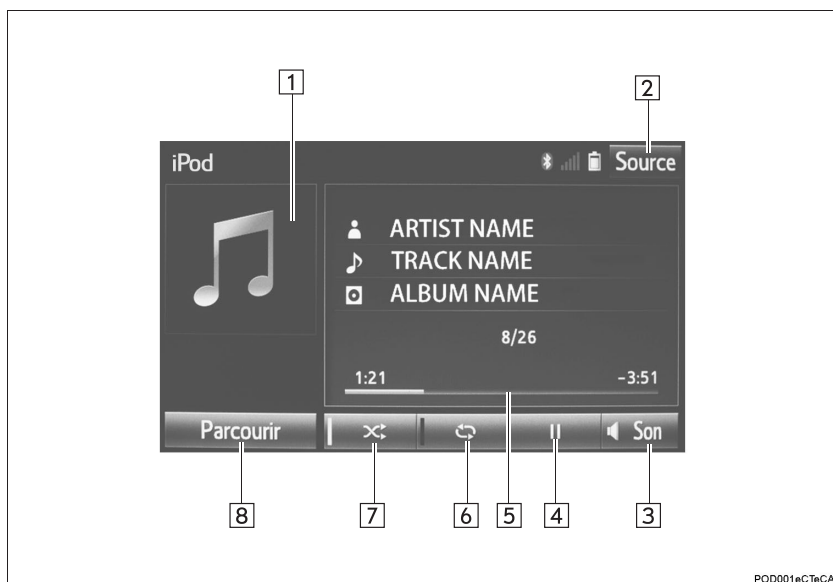 1
2
iPod
Source
ARTIST NAME
TRACK NAME
ALBUM NAME
8/26
1:21
-3:51
Parcourir
Son
8
7
6
5
4
3
POD001eCTeCA